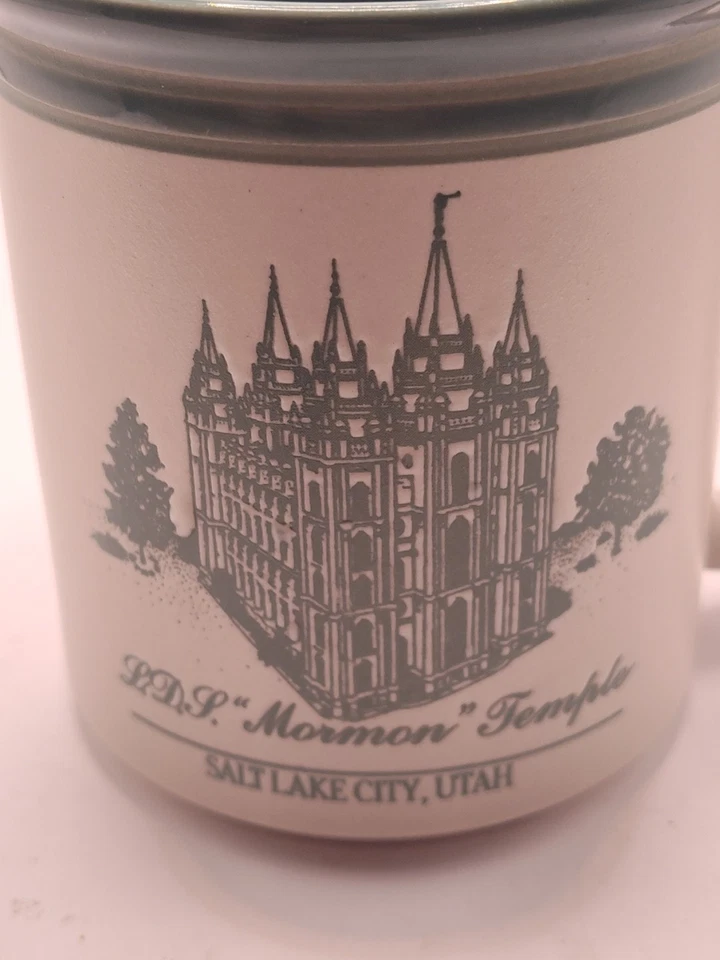 L.D.S. “Mormon” Temple
SALT LAKE CITY, UTAH